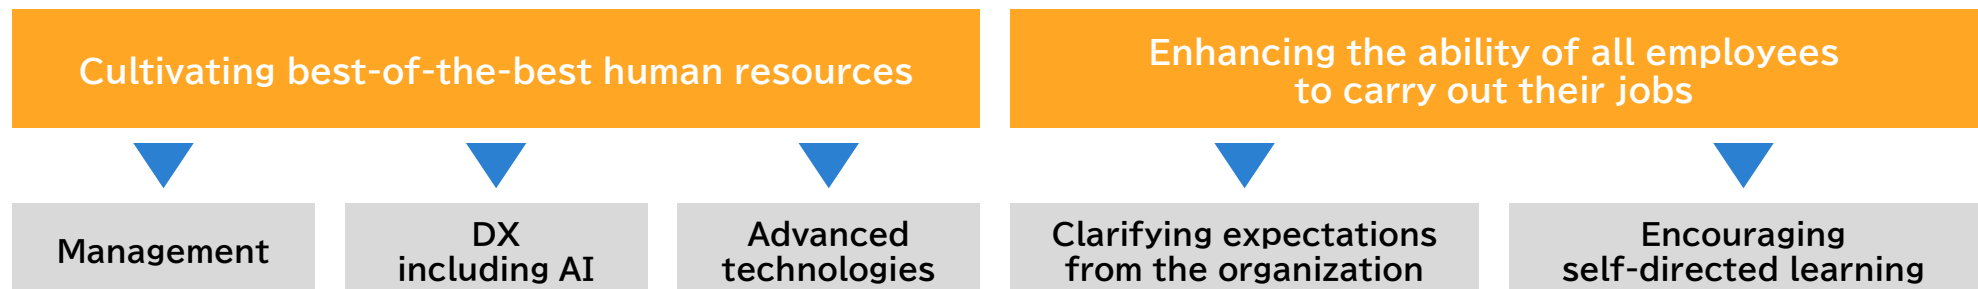 Cultivating best-of-the-best human resources
Enhancing the ability of all employees
to carry out their jobs
Management
DX
including AI
Advanced
technologies
Clarifying expectations
from the organization
Encouraging
self-directed learning